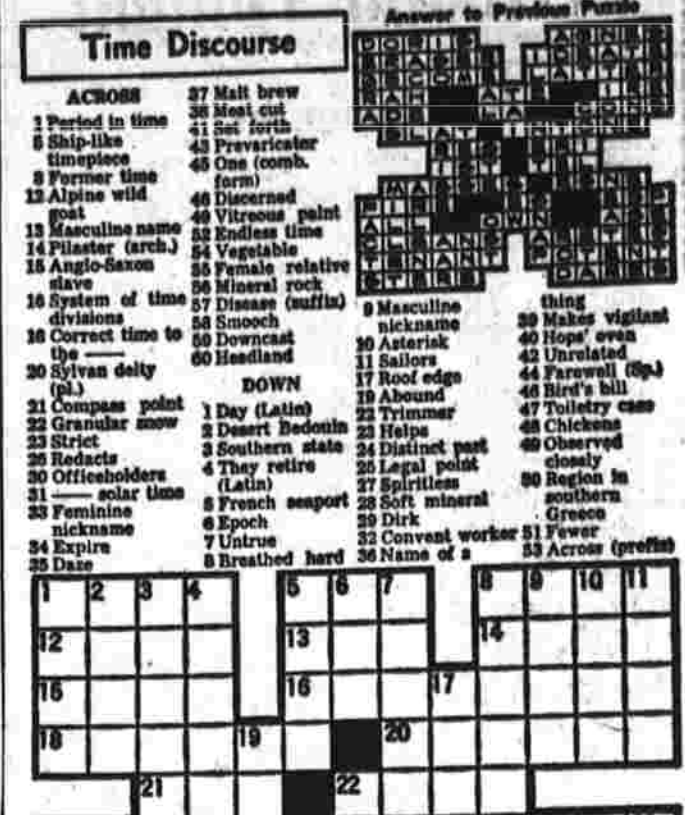 Answer to Previous Puzzle
Time Discourse
ACROSS
1 Period in time
5 Ship-like
timepiece
8 Former time
12 Alpine wild
goat
13 Masculine name
14 Pilaster (arch.)
15 Anglo-Saxon
slave
16 System of time
divisions
18 Correct time to
the ——
20 Sylvan deity
(pl.)
21 Compass point
22 Granular snow
23 Strict
26 Redacts
30 Officeholders
31 —— solar time
33 Feminine
nickname
34 Expire
35 Daze
37 Malt brew
38 Meat cut
41 Set forth
43 Prevaricator
45 One (comb.
form)
48 Discerned
49 Vitreous paint
52 Endless time
54 Vegetable
55 Female relative
56 Mineral rock
57 Disease (suffix)
58 Smooch
59 Downcast
60 Headland
DOWN
1 Day (Latin)
2 Desert Bedouin
3 Southern state
4 They retire
(Latin)
5 French seaport
6 Epoch
7 Untrue
8 Breathed hard
9 Masculine
nickname
10 Asterisk
11 Sailors
17 Roof edge
19 Abound
22 Trimmer
23 Helps
24 Distinct part
25 Legal point
27 Spiritless
28 Soft mineral
29 Dirk
32 Convent worker
36 Name of a
thing
39 Makes vigilant
40 Hops' oven
42 Unrelated
44 Farewell (Sp.)
46 Bird's bill
47 Toiletry case
48 Chickens
49 Observed
closely
50 Region in
southern
Greece
51 Fewer
53 Across (prefix)
1 2 3 4 5 6 7 8 9 10 11
12 13 14
15 16 17
18 19 20
21 22